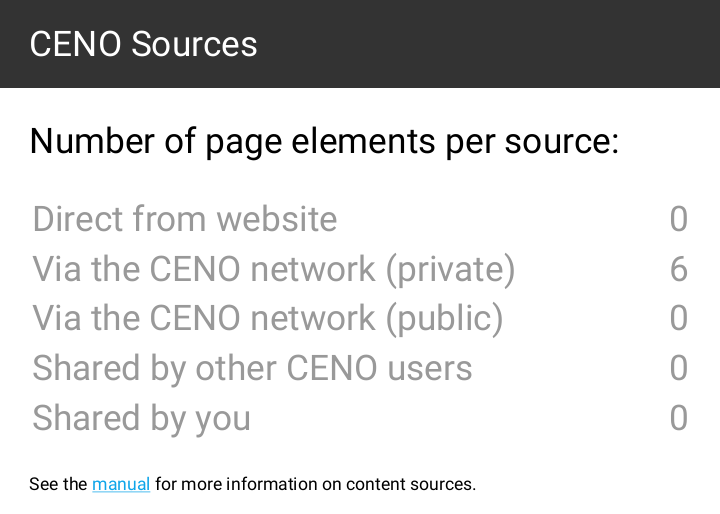 CENO Sources
Number of page elements per source:
Direct from website 0
Via the CENO network (private) 6
Via the CENO network (public) 0
Shared by other CENO users 0
Shared by you 0
See the manual for more information on content sources.